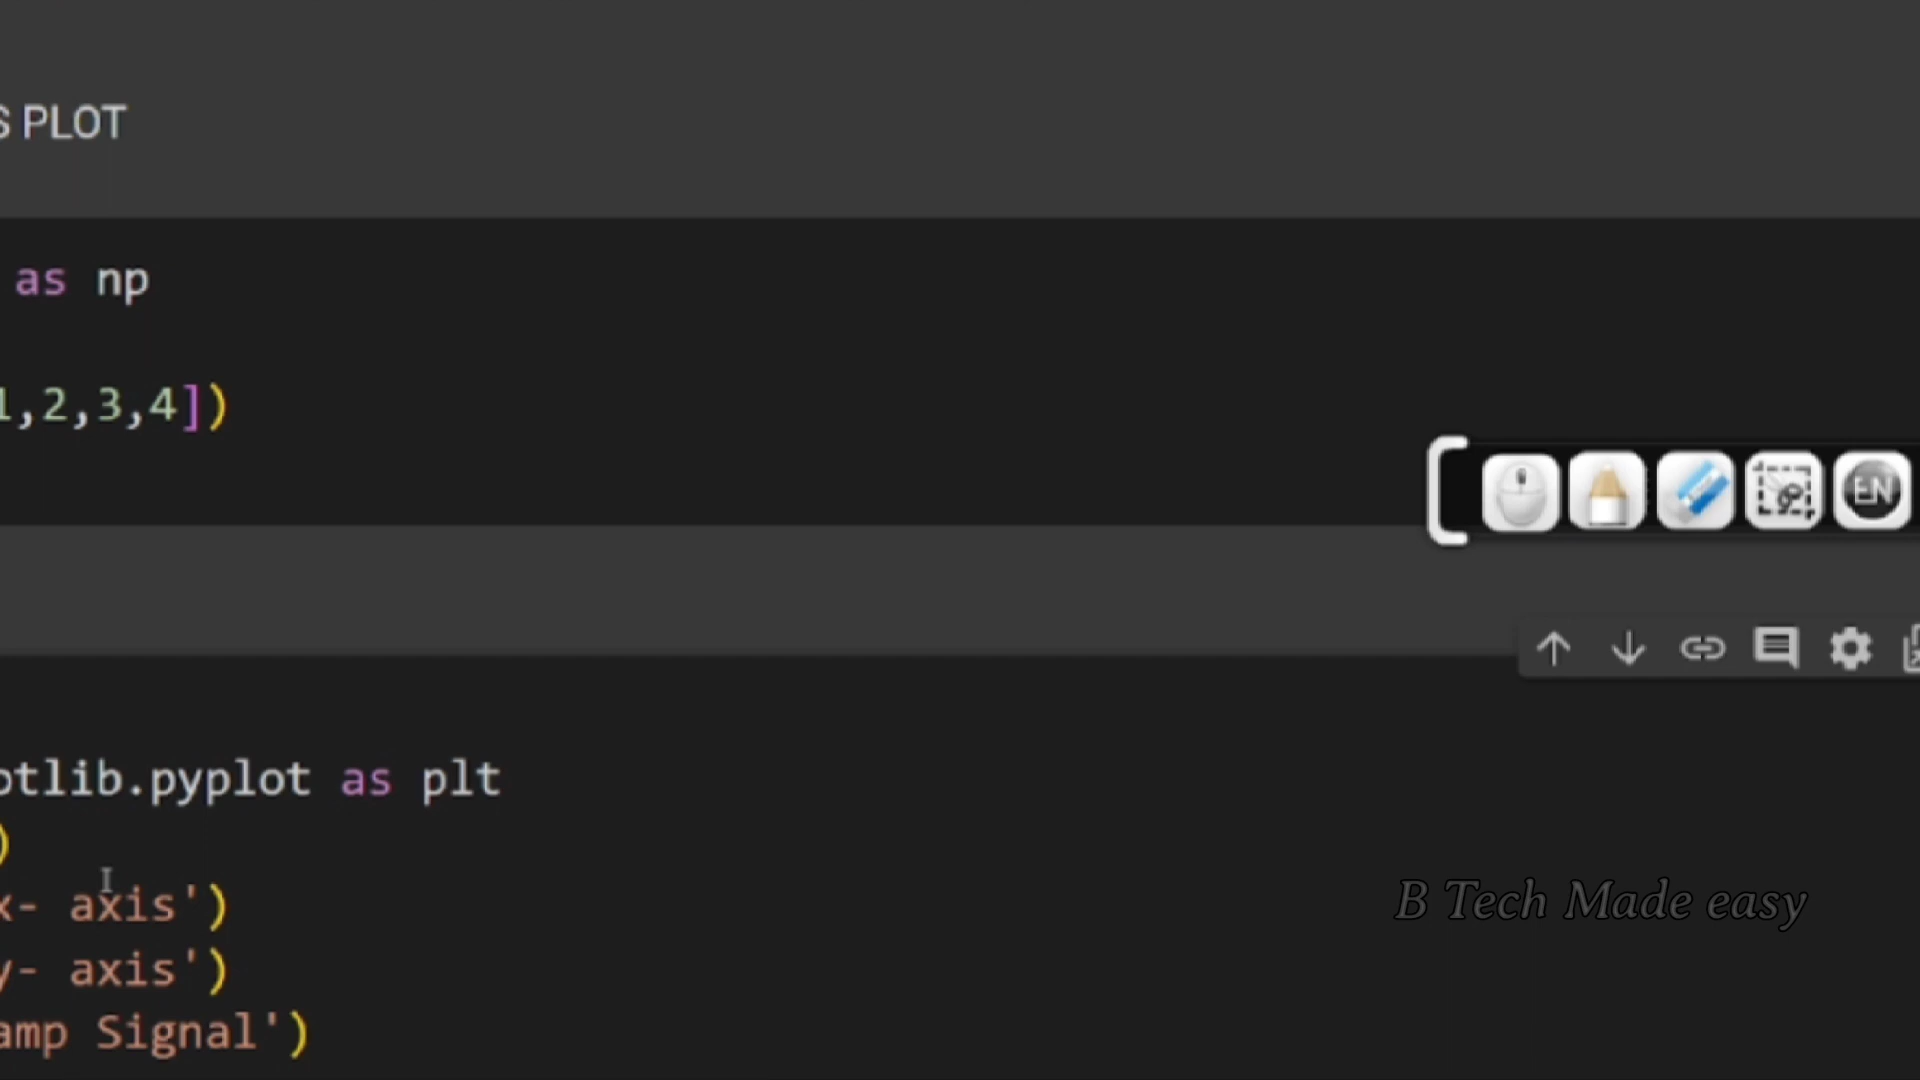 S PLOT
as np
1,2,3,4])
EN
otlib.pyplot as plt
)
x- axis')
y- axis')
amp Signal')
B Tech Made easy